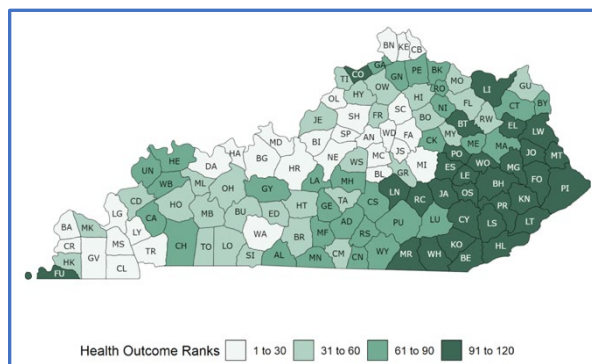 BN KE CB
GA
CO GN PE BK
TI RO MO LI GU
HY OW HI FL CT BY
OL FR NI
SH SC BO BT RW EL LW
JE SP AN WD FA CK MY ME MA
HE MD BI JS PO WO JO MT
UN DA HA BG NE WS MC MI ES MG
WB HR BL GR LE FO PI
ML LA MH LN JA OS BH
CD OH GY TA RC PR KN
HO GE CS CY LS LT
LG CA MB BU ED HT AD PU LU
BA MK LY WA MF RS KO HL
CR MS CH TO LO BR CM WY MR WH BE
HK GV TR SI AL MN CN
FU CL
Health Outcome Ranks 1 to 30 31 to 60 61 to 90 91 to 120